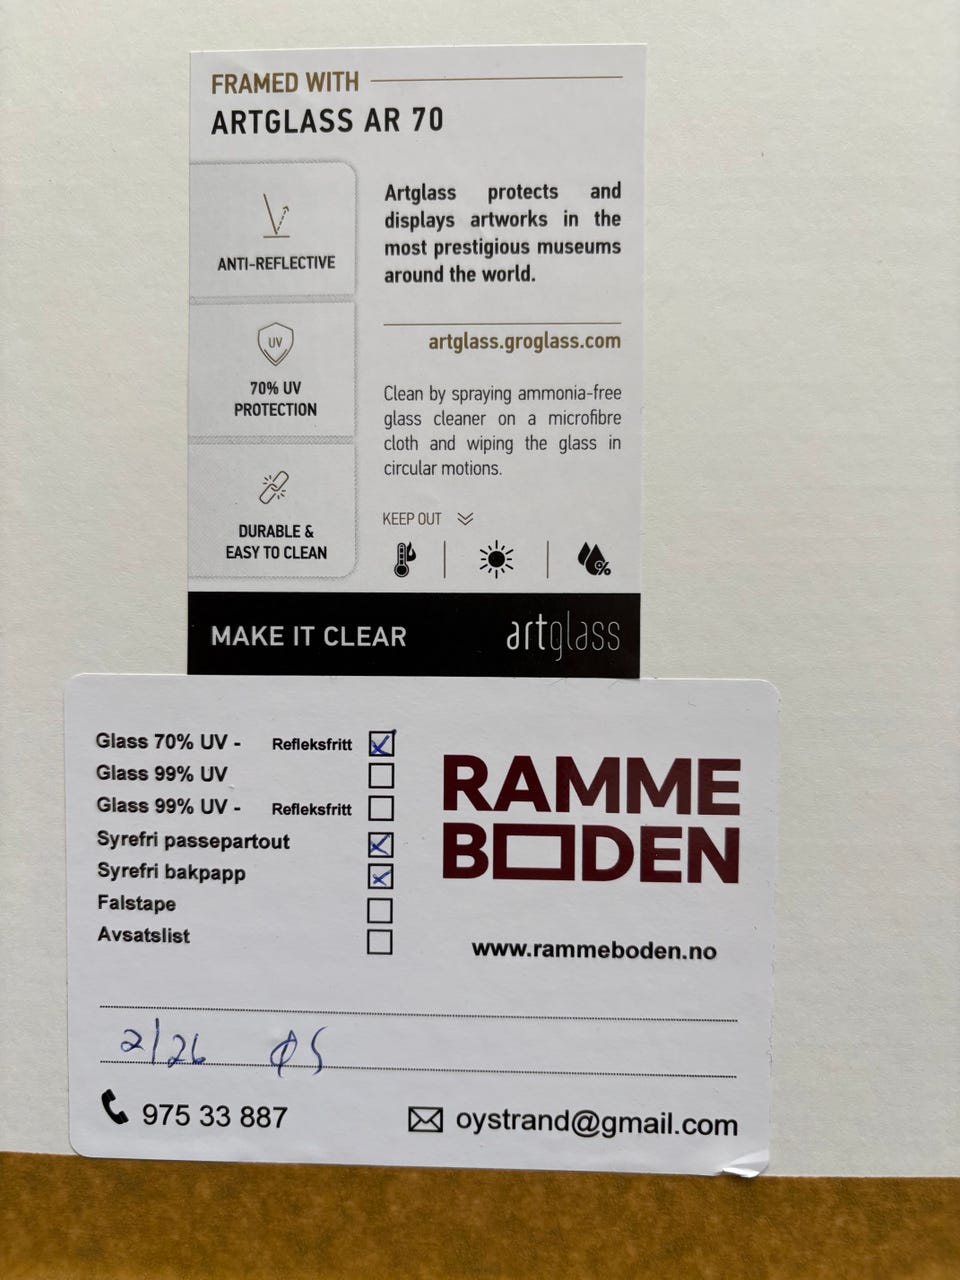 FRAMED WITH
ARTGLASS AR 70
ANTI-REFLECTIVE
UV
70% UV
PROTECTION
DURABLE &
EASY TO CLEAN
Artglass protects and
displays artworks in the
most prestigious museums
around the world.
artglass.groglass.com
Clean by spraying ammonia-free
glass cleaner on a microfibre
cloth and wiping the glass in
circular motions.
KEEP OUT
%
MAKE IT CLEAR artglass
Glass 70% UV - Refleksfritt
Glass 99% UV
Glass 99% UV - Refleksfritt
Syrefri passepartout
Syrefri bakpapp
Falstape
Avsatslist
RAMME
BODEN
www.rammeboden.no
2/26 ØS
975 33 887
oystrand@gmail.com